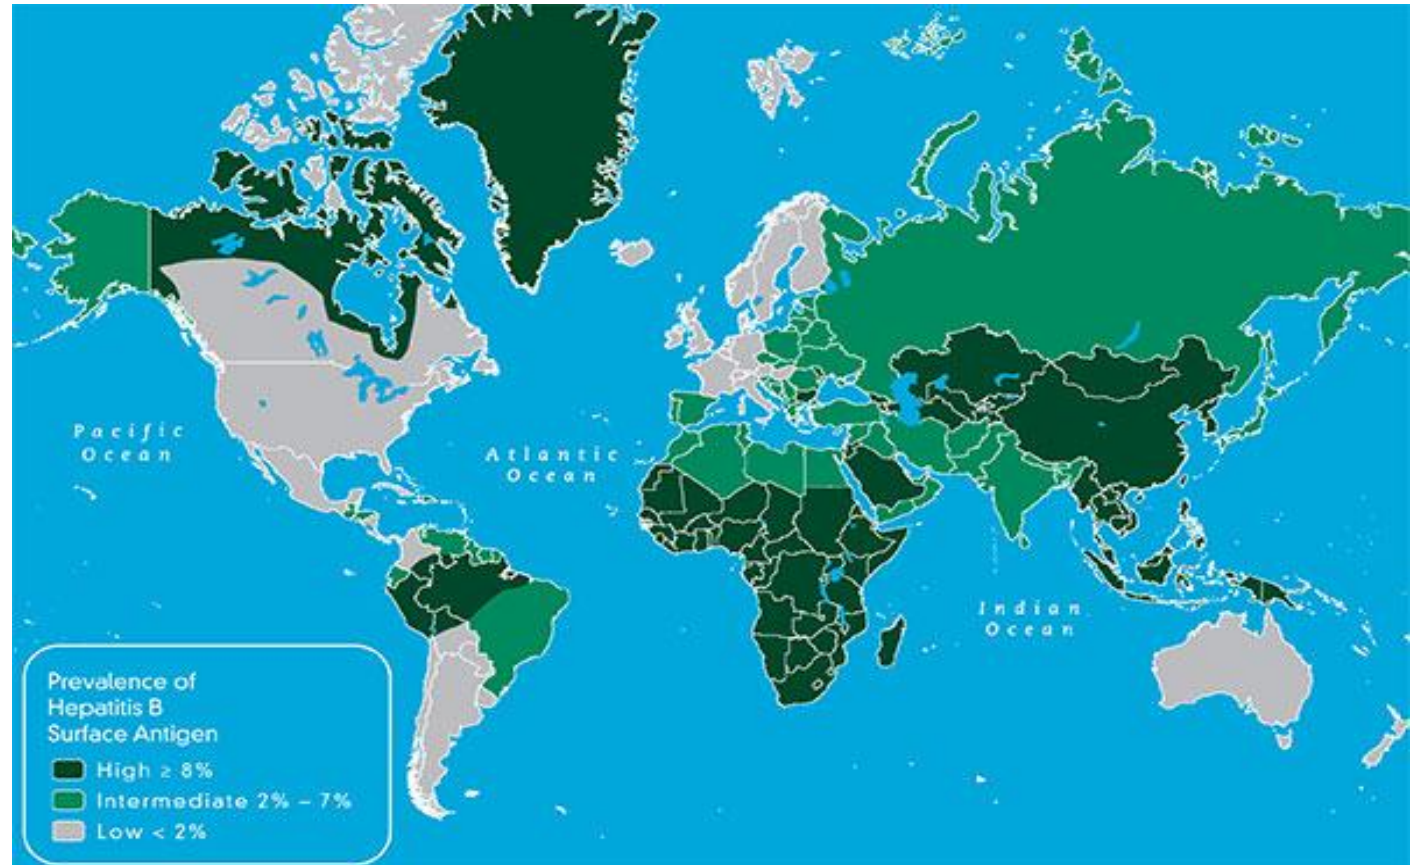 Pacific
Ocean
Atlantic
Ocean
Indian
Ocean
Prevalence of
Hepatitis B
Surface Antigen
High ≥ 8%
Intermediate 2% – 7%
Low < 2%